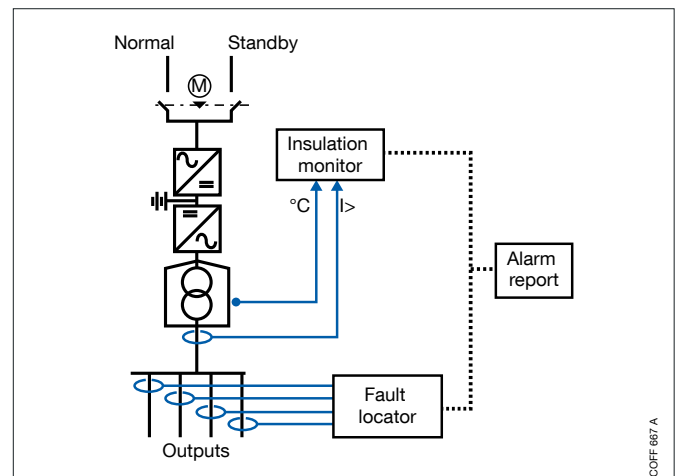 Normal
Standby
M
Insulation
monitor
°C
I>
Alarm
report
Fault
locator
Outputs
COFF 667 A